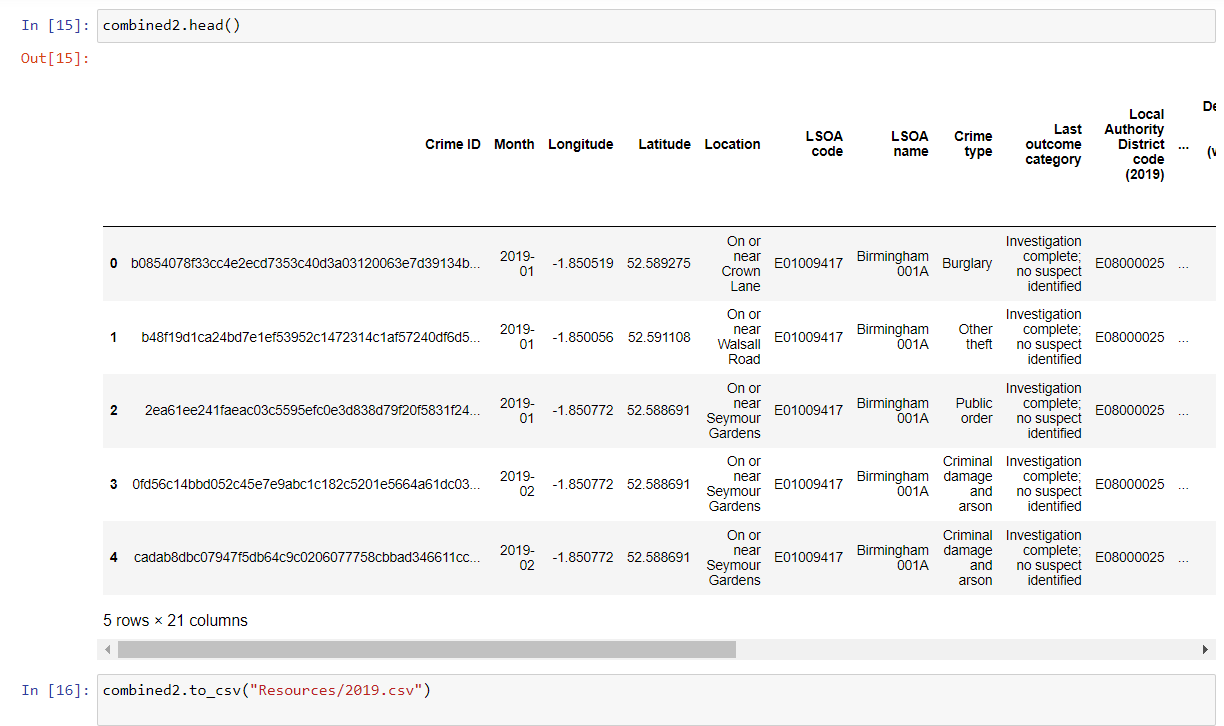 In [15]: combined2.head()
Out[15]:
Crime ID Month Longitude Latitude Location LSOA code LSOA name Crime type Last outcome category Local Authority District code (2019) ... De (v
0 b0854078f33cc4e2ecd7353c40d3a03120063e7d39134b... 2019-01 -1.850519 52.589275 On or near Crown Lane E01009417 Birmingham 001A Burglary Investigation complete; no suspect identified E08000025 ...
1 b48f19d1ca24bd7e1ef53952c1472314c1af57240df6d5... 2019-01 -1.850056 52.591108 On or near Walsall Road E01009417 Birmingham 001A Other theft Investigation complete; no suspect identified E08000025 ...
2 2ea61ee241faeac03c5595efc0e3d838d79f20f5831f24... 2019-01 -1.850772 52.588691 On or near Seymour Gardens E01009417 Birmingham 001A Public order Investigation complete; no suspect identified E08000025 ...
3 0fd56c14bbd052c45e7e9abc1c182c5201e5664a61dc03... 2019-02 -1.850772 52.588691 On or near Seymour Gardens E01009417 Birmingham 001A Criminal damage and arson Investigation complete; no suspect identified E08000025 ...
4 cadab8dbc07947f5db64c9c0206077758cbbad346611cc... 2019-02 -1.850772 52.588691 On or near Seymour Gardens E01009417 Birmingham 001A Criminal damage and arson Investigation complete; no suspect identified E08000025 ...
5 rows × 21 columns
In [16]: combined2.to_csv("Resources/2019.csv")